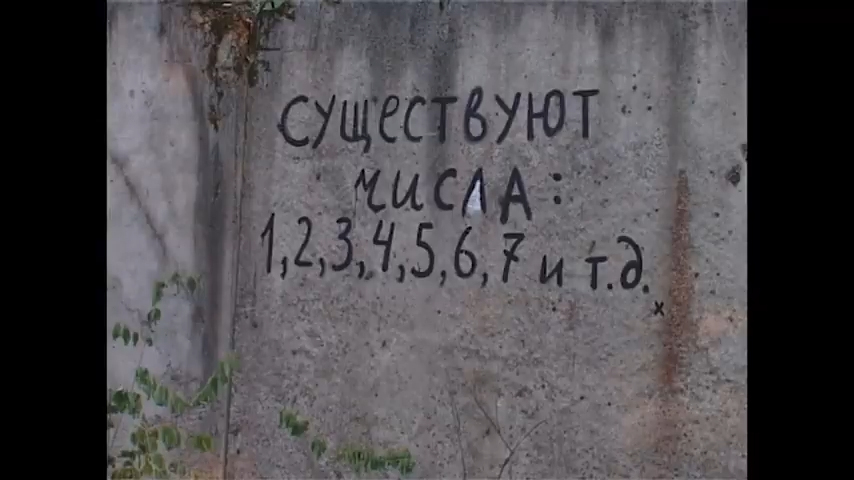 существуют
числа:
1,2,3,4,5,6,7 и т.д.
x